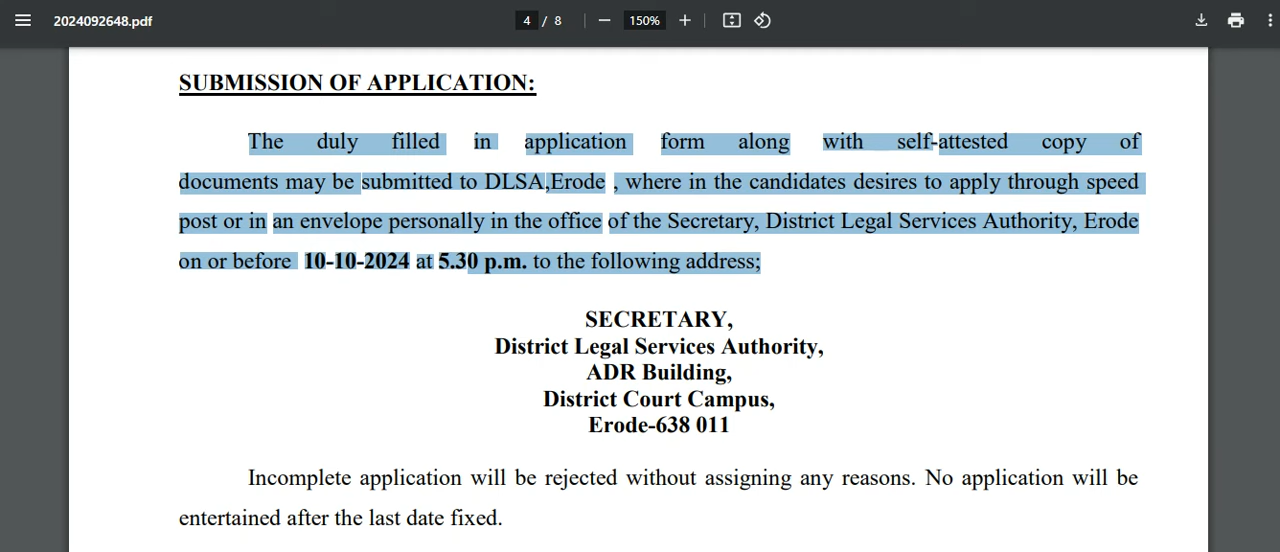 2024092648.pdf 4 / 8 150%
SUBMISSION OF APPLICATION:
The duly filled in application form along with self-attested copy of
documents may be submitted to DLSA,Erode , where in the candidates desires to apply through speed
post or in an envelope personally in the office of the Secretary, District Legal Services Authority, Erode
on or before 10-10-2024 at 5.30 p.m. to the following address;
SECRETARY,
District Legal Services Authority,
ADR Building,
District Court Campus,
Erode-638 011
Incomplete application will be rejected without assigning any reasons. No application will be
entertained after the last date fixed.